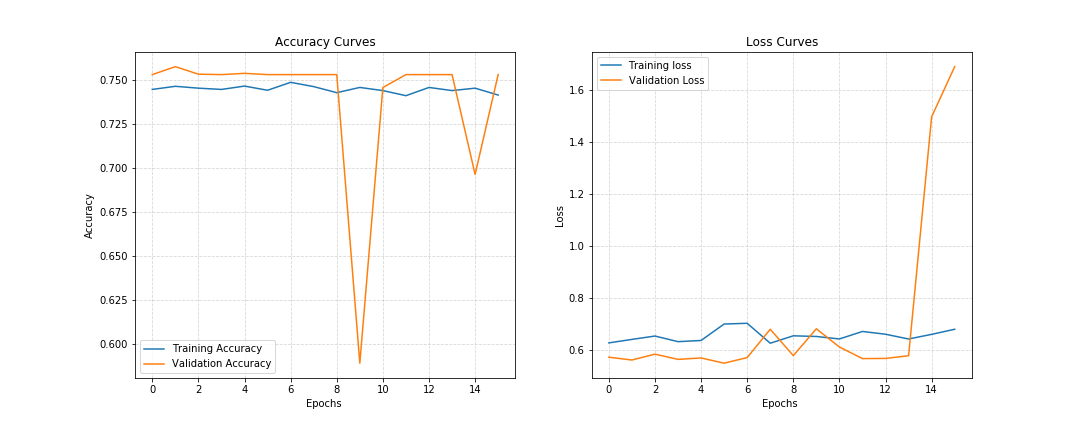 Accuracy Curves
0.750
0.725
0.700
0.675
0.650
0.625
0.600
Accuracy
Training Accuracy
Validation Accuracy
0 2 4 6 8 10 12 14
Epochs
Loss Curves
Training loss
Validation Loss
1.6
1.4
1.2
1.0
0.8
0.6
Loss
0 2 4 6 8 10 12 14
Epochs